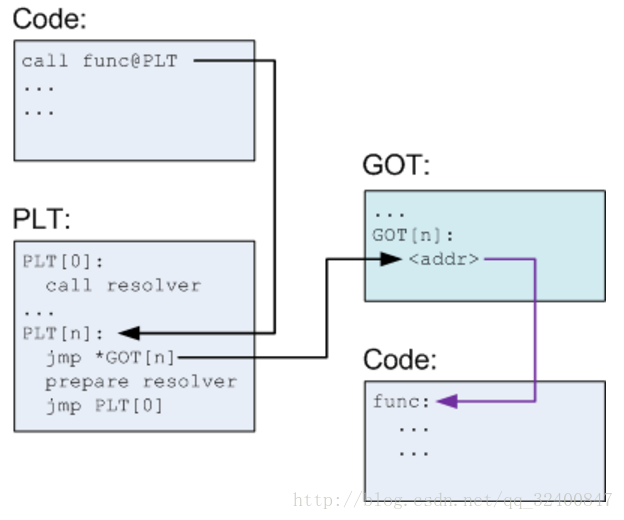 Code:
call func@PLT
...
...
PLT:
PLT[0]:
call resolver
...
PLT[n]:
jmp *GOT[n]
prepare resolver
jmp PLT[0]
GOT:
...
GOT[n]:
<addr>
Code:
func:
...
...
http://blog.csdn.net/qq_32400847